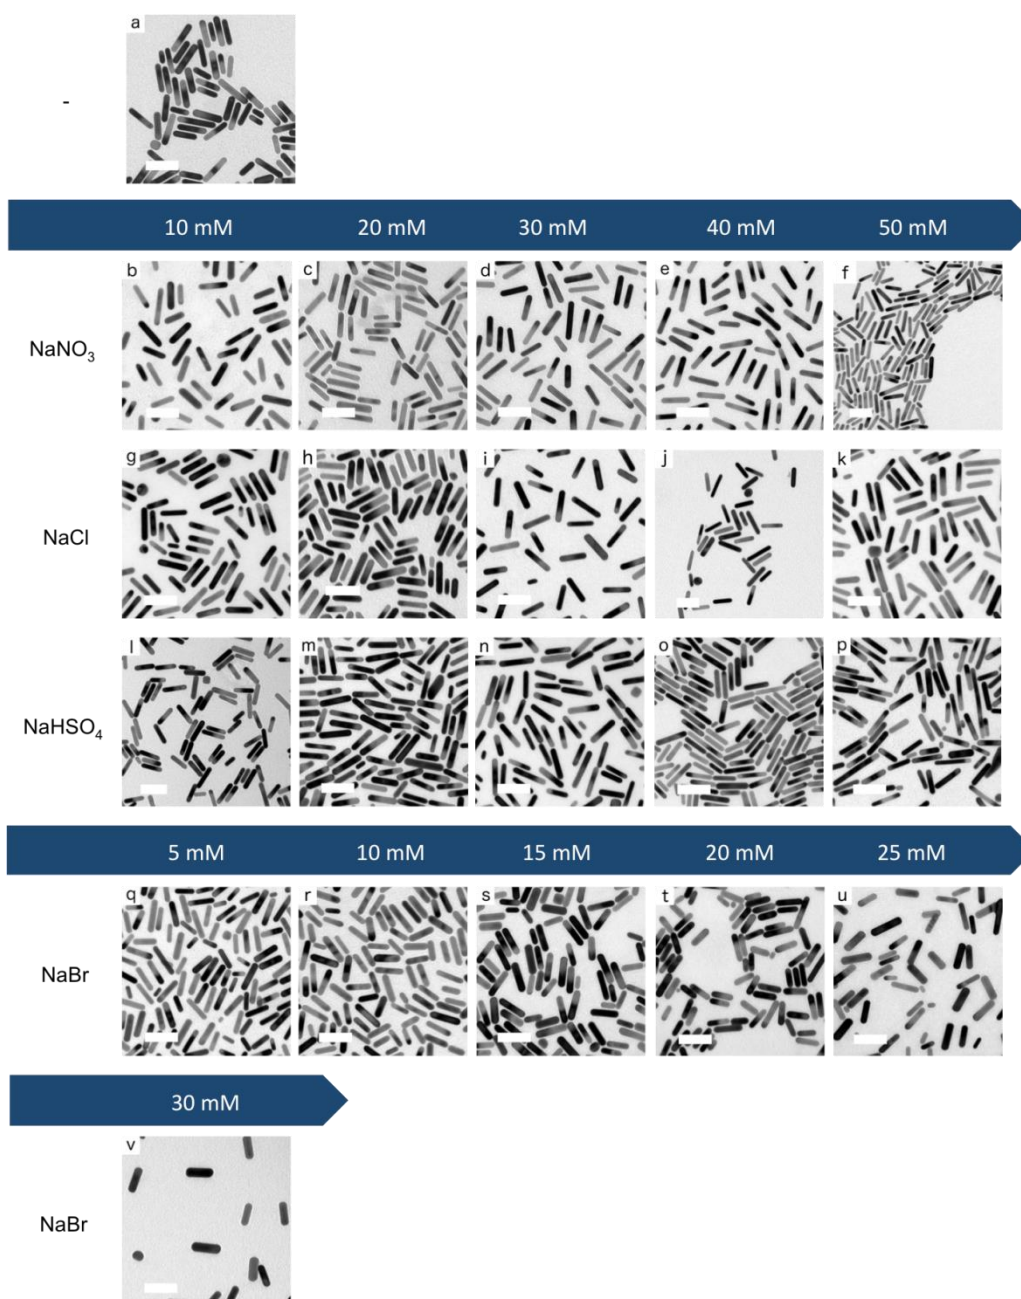 a
-
10 mM 20 mM 30 mM 40 mM 50 mM
b c d e f
NaNO₃
g h i j k
NaCl
l m n o p
NaHSO₄
5 mM 10 mM 15 mM 20 mM 25 mM
q r s t u
NaBr
30 mM
v
NaBr